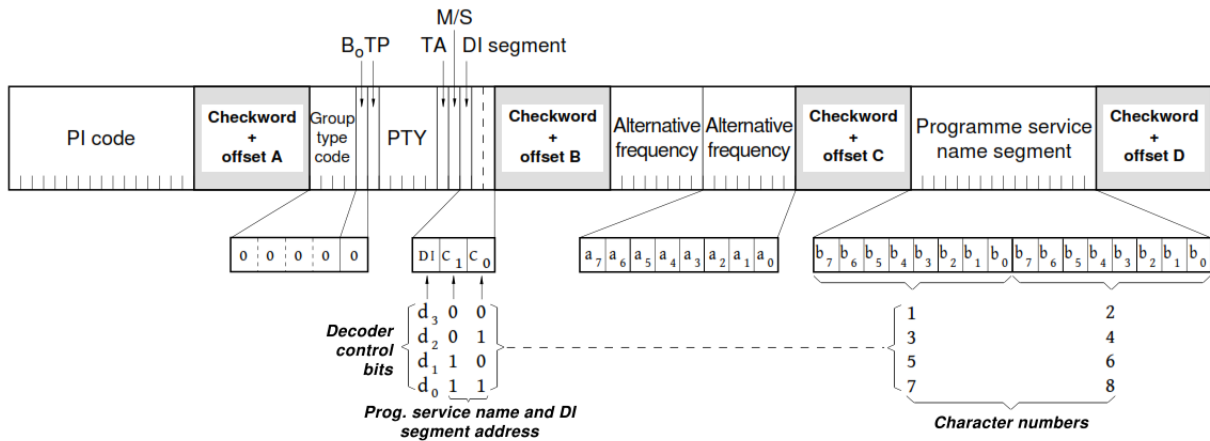 M/S
B₀TP TA DI segment
PI code
Checkword
+
offset A
Group
type
code
PTY
Checkword
+
offset B
Alternative
frequency
Alternative
frequency
Checkword
+
offset C
Programme service
name segment
Checkword
+
offset D
0 0 0 0 0
DI C₁ C₀
a₇ a₆ a₅ a₄ a₃ a₂ a₁ a₀
b₇ b₆ b₅ b₄ b₃ b₂ b₁ b₀ b₇ b₆ b₅ b₄ b₃ b₂ b₁ b₀
Decoder
control
bits
d₃ 0 0
d₂ 0 1
d₁ 1 0
d₀ 1 1
Prog. service name and DI
segment address
1 2
3 4
5 6
7 8
Character numbers